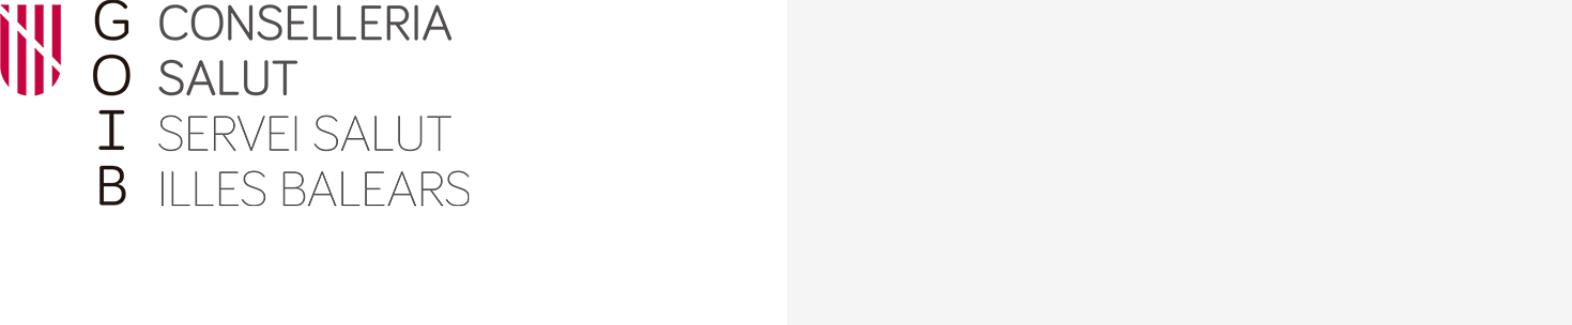 G CONSELLERIA
O SALUT
I SERVEI SALUT
B ILLES BALEARS